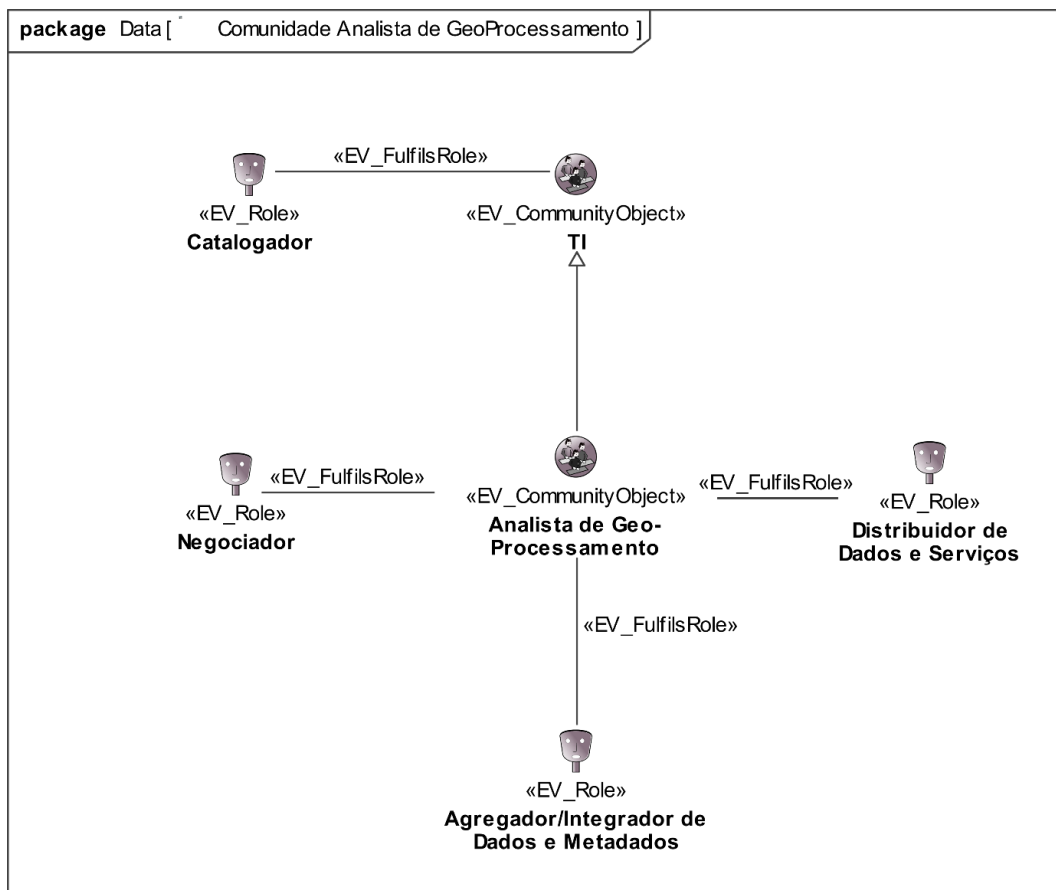 package Data [ Comunidade Analista de GeoProcessamento ]
«EV_FulfilsRole»
«EV_Role»
Catalogador
«EV_CommunityObject»
TI
«EV_FulfilsRole»
«EV_Role»
Negociador
«EV_CommunityObject»
Analista de Geo-
Processamento
«EV_FulfilsRole»
«EV_Role»
Distribuidor de
Dados e Serviços
«EV_FulfilsRole»
«EV_Role»
Agregador/Integrador de
Dados e Metadados